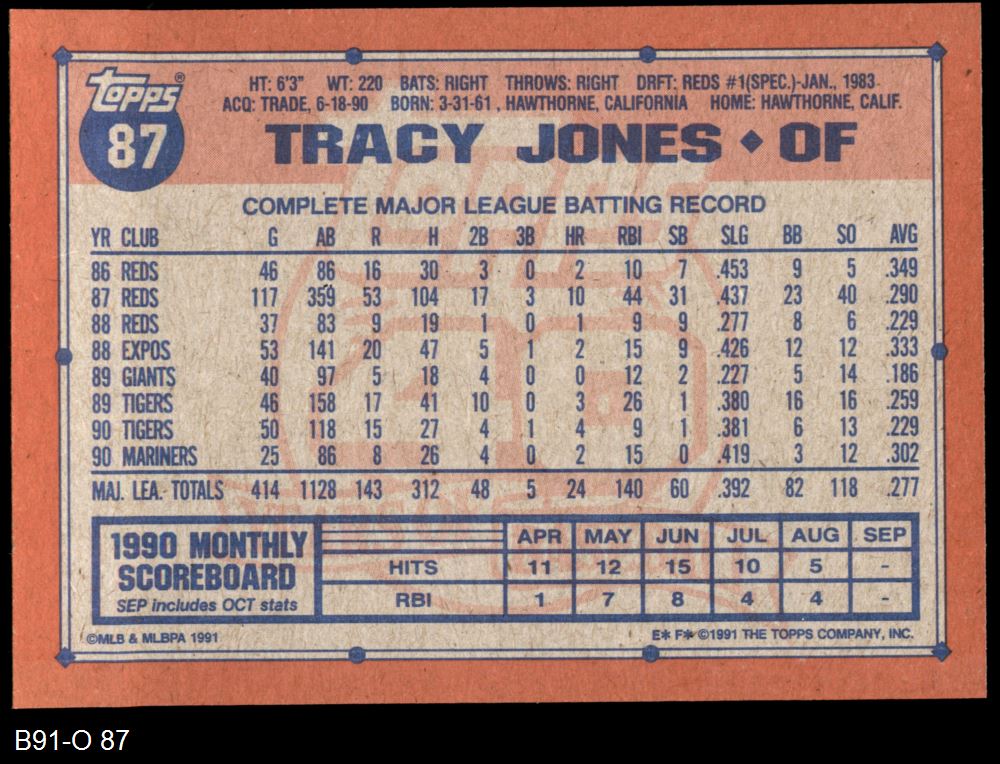 Topps®
87
HT: 6'3" WT: 220 BATS: RIGHT THROWS: RIGHT DRFT: REDS #1(SPEC.)-JAN., 1983
ACQ: TRADE, 6-18-90 BORN: 3-31-61 , HAWTHORNE, CALIFORNIA HOME: HAWTHORNE, CALIF.
TRACY JONES ◆ OF
COMPLETE MAJOR LEAGUE BATTING RECORD
YR CLUB G AB R H 2B 3B HR RBI SB SLG BB SO AVG
86 REDS 46 86 16 30 3 0 2 10 7 .453 9 5 .349
87 REDS 117 359 53 104 17 3 10 44 31 .437 23 40 .290
88 REDS 37 83 9 19 1 0 1 9 9 .277 8 6 .229
88 EXPOS 53 141 20 47 5 1 2 15 9 .426 12 12 .333
89 GIANTS 40 97 5 18 4 0 0 12 2 .227 5 14 .186
89 TIGERS 46 158 17 41 10 0 3 26 1 .380 16 16 .259
90 TIGERS 50 118 15 27 4 1 4 9 1 .381 6 13 .229
90 MARINERS 25 86 8 26 4 0 2 15 0 .419 3 12 .302
MAJ. LEA. TOTALS 414 1128 143 312 48 5 24 140 60 .392 82 118 .277
1990 MONTHLY
SCOREBOARD
SEP includes OCT stats
APR MAY JUN JUL AUG SEP
HITS 11 12 15 10 5 -
RBI 1 7 8 4 4 -
©MLB & MLBPA 1991
E* F* ©1991 THE TOPPS COMPANY, INC.
B91-O 87